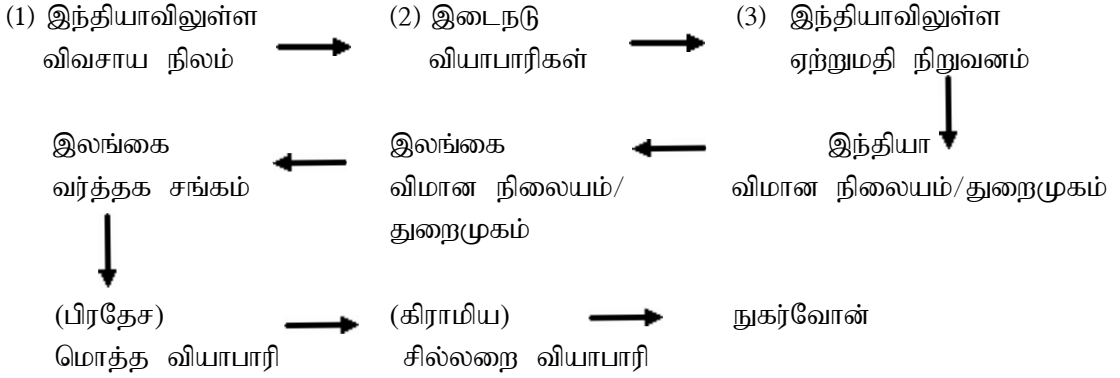 (1) இந்தியாவிலுள்ள
விவசாய நிலம்
(2) இடைநடு
வியாபாரிகள்
(3) இந்தியாவிலுள்ள
ஏற்றுமதி நிறுவனம்
இந்தியா
விமான நிலையம்/துறைமுகம்
இலங்கை
விமான நிலையம்/
துறைமுகம்
இலங்கை
வர்த்தக சங்கம்
(பிரதேச)
மொத்த வியாபாரி
(கிராமிய)
சில்லறை வியாபாரி
நுகர்வோன்